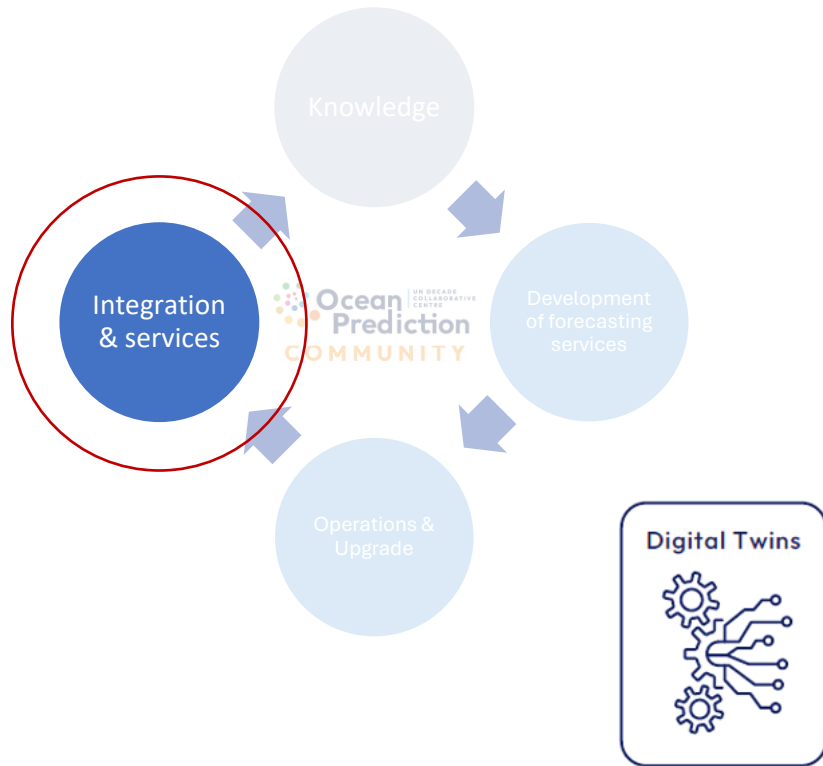 Knowledge
Integration
& services
Ocean
UN DECADE
COLLABORATIVE
CENTRE
Prediction
COMMUNITY
Development
of forecasting
services
Operations &
Upgrade
Digital Twins